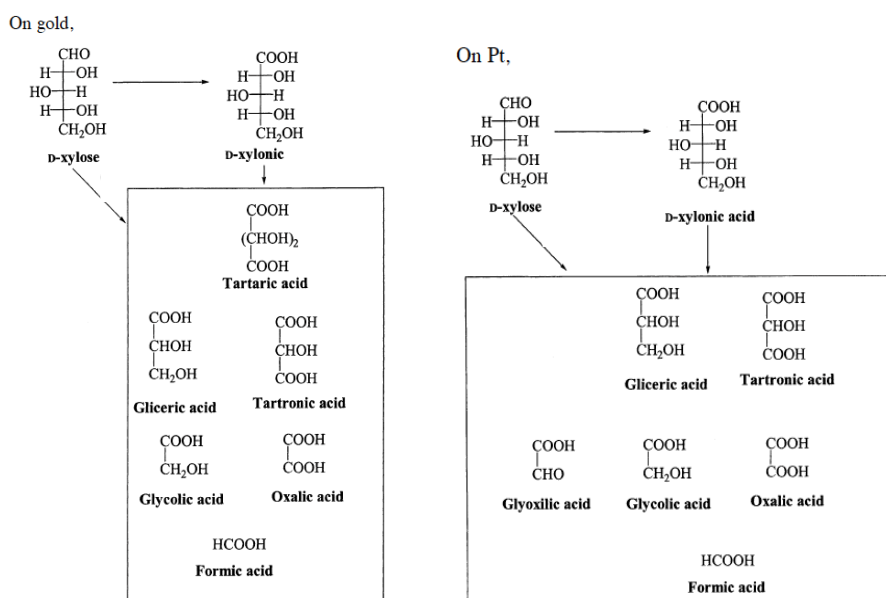 On gold,
CHO
H OH
HO H
H OH
CH₂OH
D-xylose
COOH
H OH
HO H
H OH
CH₂OH
D-xylonic
COOH
(CHOH)₂
COOH
Tartaric acid
COOH
CHOH
CH₂OH
Gliceric acid
COOH
CHOH
COOH
Tartronic acid
COOH
CH₂OH
Glycolic acid
COOH
COOH
Oxalic acid
HCOOH
Formic acid
On Pt,
CHO
H OH
HO H
H OH
CH₂OH
D-xylose
COOH
H OH
HO H
H OH
CH₂OH
D-xylonic acid
COOH
CHOH
CH₂OH
Gliceric acid
COOH
CHOH
COOH
Tartronic acid
COOH
CHO
Glyoxilic acid
COOH
CH₂OH
Glycolic acid
COOH
COOH
Oxalic acid
HCOOH
Formic acid